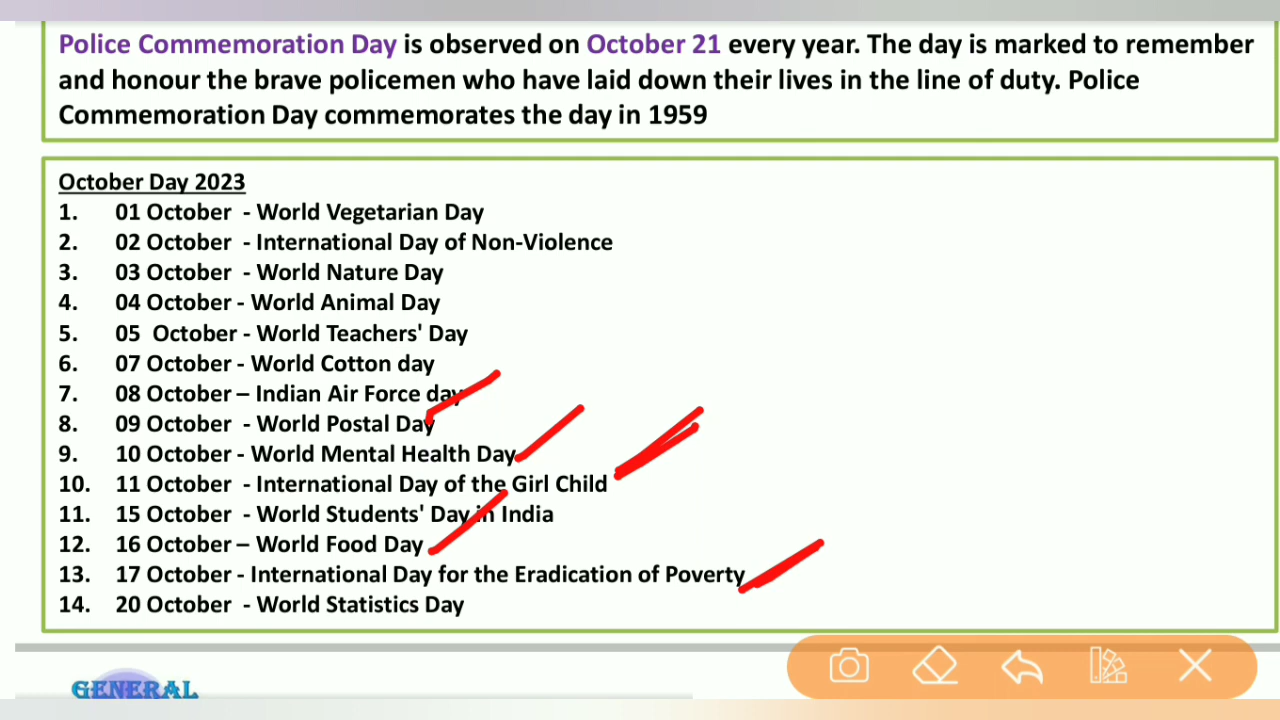 Police Commemoration Day is observed on October 21 every year. The day is marked to remember
and honour the brave policemen who have laid down their lives in the line of duty. Police
Commemoration Day commemorates the day in 1959
October Day 2023
1. 01 October - World Vegetarian Day
2. 02 October - International Day of Non-Violence
3. 03 October - World Nature Day
4. 04 October - World Animal Day
5. 05 October - World Teachers' Day
6. 07 October - World Cotton day
7. 08 October – Indian Air Force day
8. 09 October - World Postal Day
9. 10 October - World Mental Health Day
10. 11 October - International Day of the Girl Child
11. 15 October - World Students' Day in India
12. 16 October – World Food Day
13. 17 October - International Day for the Eradication of Poverty
14. 20 October - World Statistics Day
GENERAL